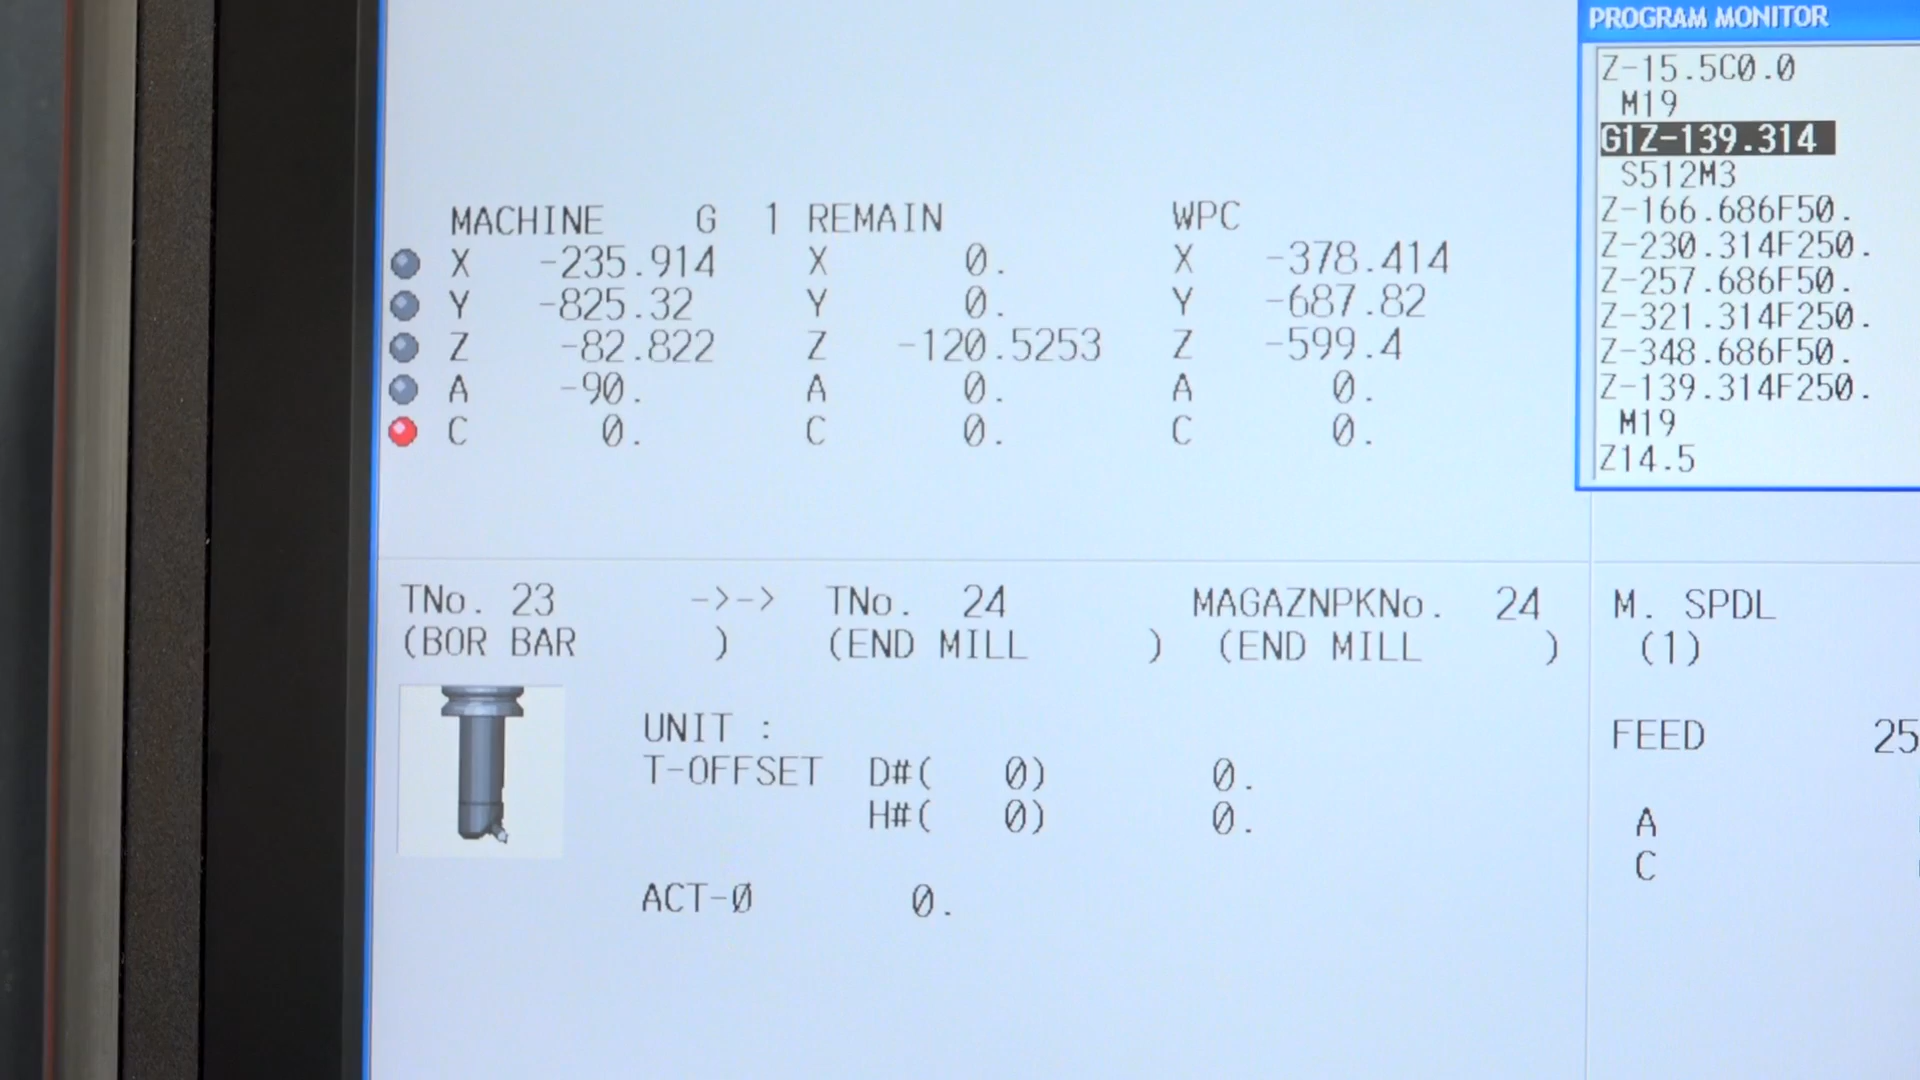 PROGRAM MONITOR
Z-15.5C0.0
M19
G1Z-139.314
S512M3
Z-166.686F50.
Z-230.314F250.
Z-257.686F50.
Z-321.314F250.
Z-348.686F50.
Z-139.314F250.
M19
Z14.5
MACHINE G 1 REMAIN WPC
X -235.914 X 0. X -378.414
Y -825.32 Y 0. Y -687.82
Z -82.822 Z -120.5253 Z -599.4
A -90. A 0. A 0.
C 0. C 0. C 0.
TNo. 23 ->-> TNo. 24 MAGAZNPKNo. 24
(BOR BAR ) (END MILL ) (END MILL )
UNIT :
T-OFFSET D#( 0) 0.
H#( 0) 0.
ACT-Ø 0.
M. SPDL
(1)
FEED 25
A
C